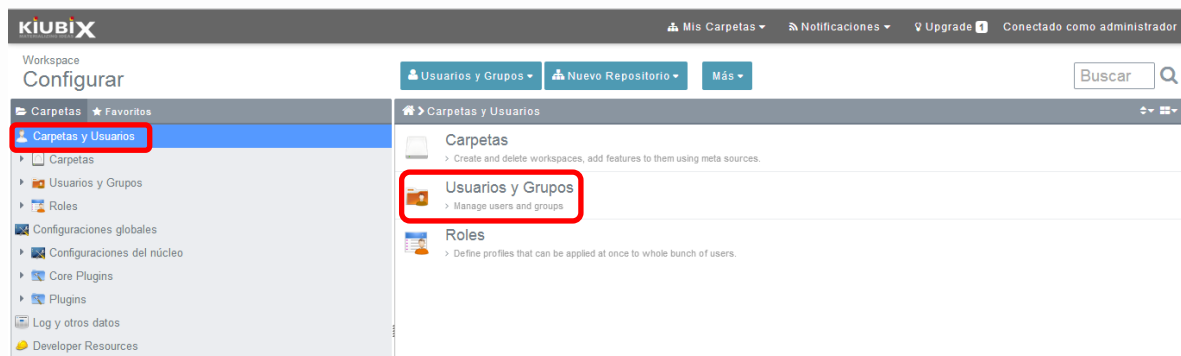 KIUBIX
Mis Carpetas
Notificaciones
Upgrade 1
Conectado como administrador
Workspace
Configurar
Usuarios y Grupos
Nuevo Repositorio
Más
Buscar
Carpetas
Favoritos
Carpetas y Usuarios
Carpetas y Usuarios
Carpetas
Usuarios y Grupos
Roles
Configuraciones globales
Configuraciones del núcleo
Core Plugins
Plugins
Log y otros datos
Developer Resources
Carpetas
> Create and delete workspaces, add features to them using meta sources.
Usuarios y Grupos
> Manage users and groups
Roles
> Define profiles that can be applied at once to whole bunch of users.